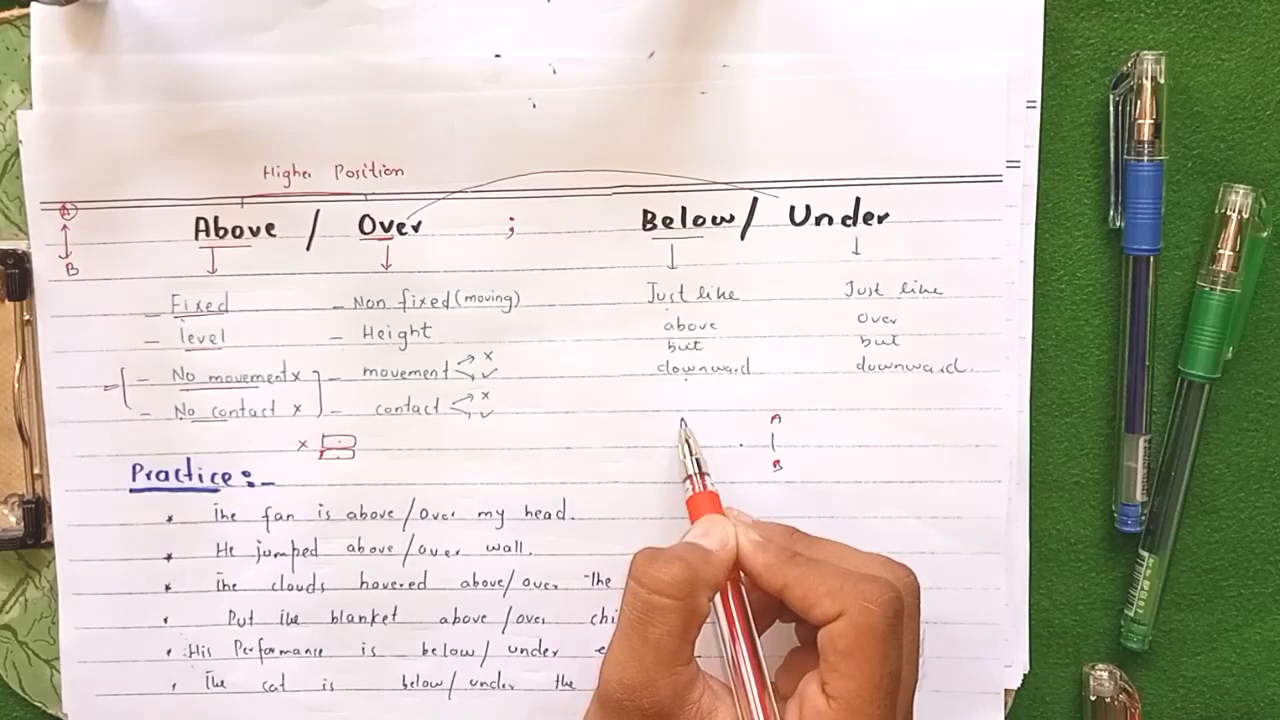 Higher Position
A
B
Above / Over ; Below / Under
– Fixed – Non fixed (moving) Just like Just like
– level – Height above over
but but
– No movement x – movement x ✓ downward downward
– No contact x – contact x ✓
x
A
B
Practice :-
* The fan is above/over my head.
* He jumped above/over wall.
* The clouds hovered above/over the
• Put the blanket above/over chi
• His Performance is below/ under e
• The cat is below/under the